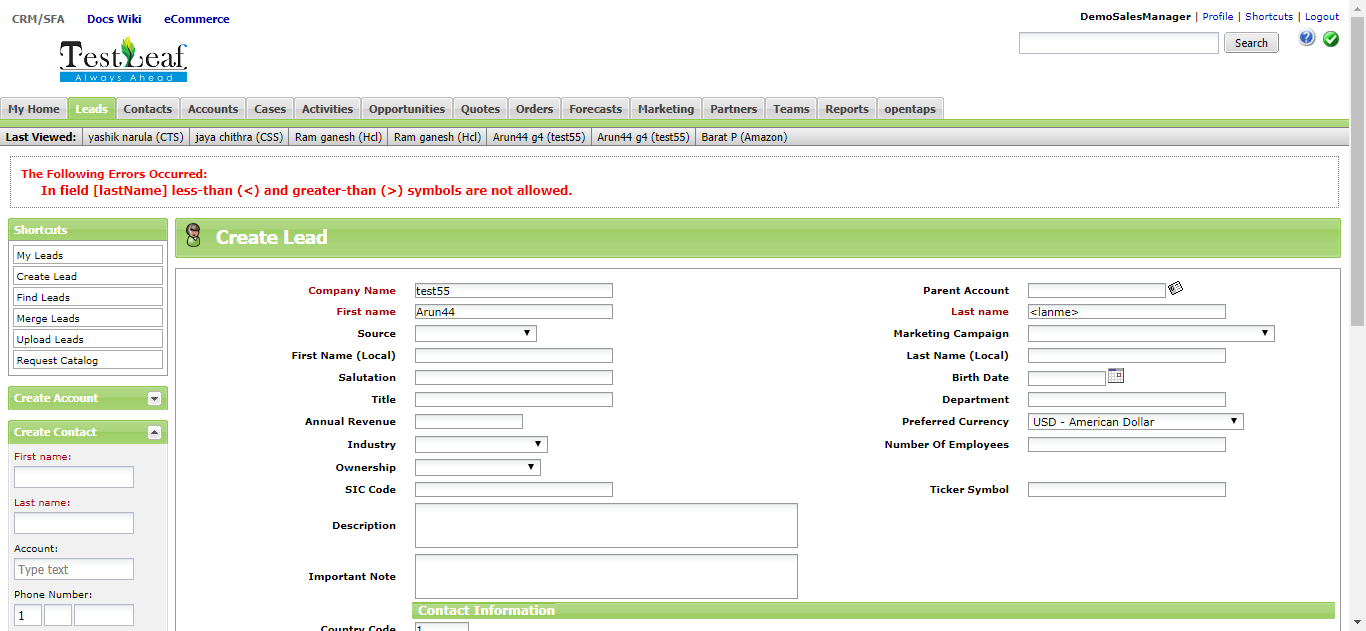 CRM/SFA Docs Wiki eCommerce
DemoSalesManager | Profile | Shortcuts | Logout
TestLeaf
Always Ahead
Search
My Home Leads Contacts Accounts Cases Activities Opportunities Quotes Orders Forecasts Marketing Partners Teams Reports opentaps
Last Viewed: yashik narula (CTS) jaya chithra (CSS) Ram ganesh (Hcl) Ram ganesh (Hcl) Arun44 g4 (test55) Arun44 g4 (test55) Barat P (Amazon)
The Following Errors Occurred:
In field [lastName] less-than (<) and greater-than (>) symbols are not allowed.
Shortcuts
My Leads
Create Lead
Find Leads
Merge Leads
Upload Leads
Request Catalog
Create Account
Create Contact
First name:
Last name:
Account:
Type text
Phone Number:
1
Create Lead
Company Name test55 Parent Account
First name Arun44 Last name <lanme>
Source Marketing Campaign
First Name (Local) Last Name (Local)
Salutation Birth Date
Title Department
Annual Revenue Preferred Currency USD - American Dollar
Industry Number Of Employees
Ownership
SIC Code Ticker Symbol
Description
Important Note
Contact Information
Country Code 1